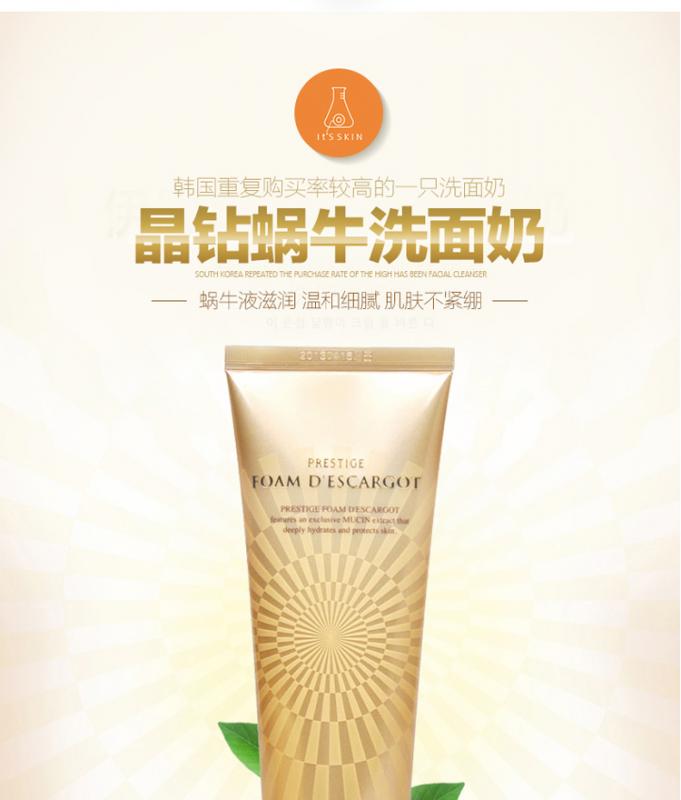 It'S SKIN
韩国重复购买率较高的一只洗面奶
晶钻蜗牛洗面奶
SOUTH KOREA REPEATED THE PURCHASE RATE OF THE HIGH HAS BEEN FACIAL CLEANSER
蜗牛液滋润 温和细腻 肌肤不紧绷
PRESTIGE
FOAM D'ESCARGOT
PRESTIGE FOAM D'ESCARGOT
features an exclusive MUCIN extract that
deeply hydrates and protects skin.